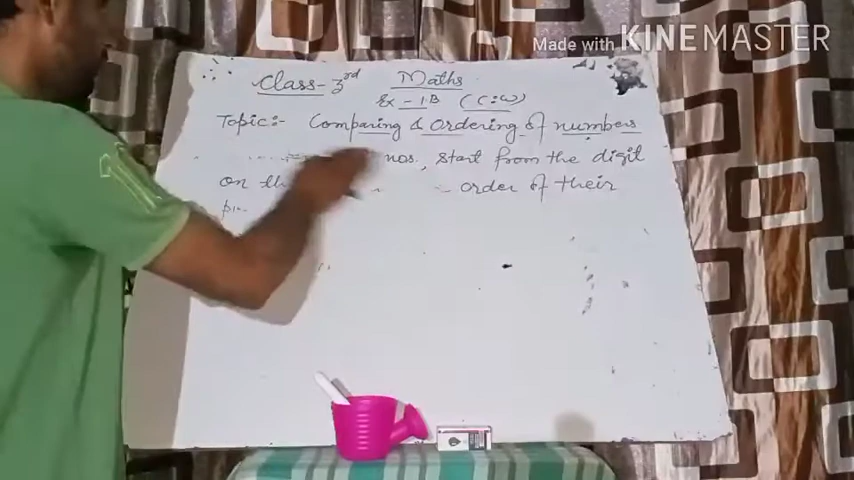 Made with KINEMASTER
Class-3rd Maths
Ex-1B (C.W)
Topic:- Comparing & Ordering of numbers
nos., start from the digit
on order of their